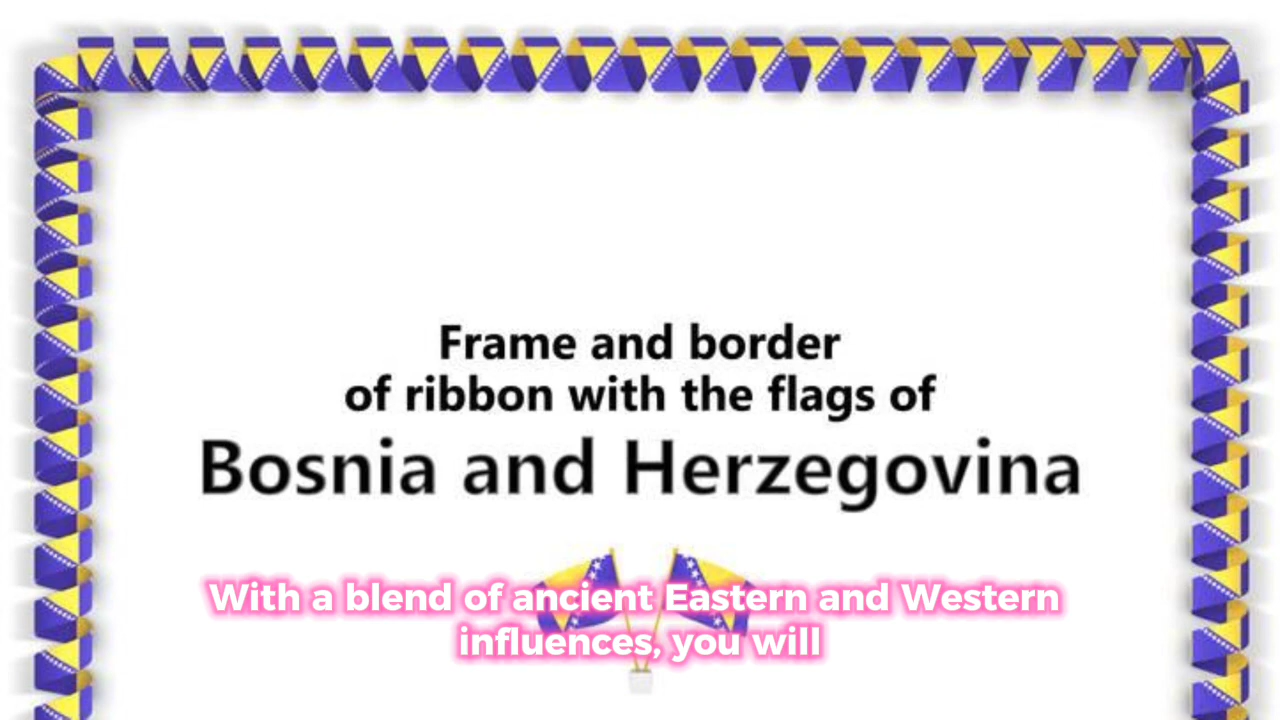 Frame and border
of ribbon with the flags of
Bosnia and Herzegovina
With a blend of ancient Eastern and Western
influences, you will